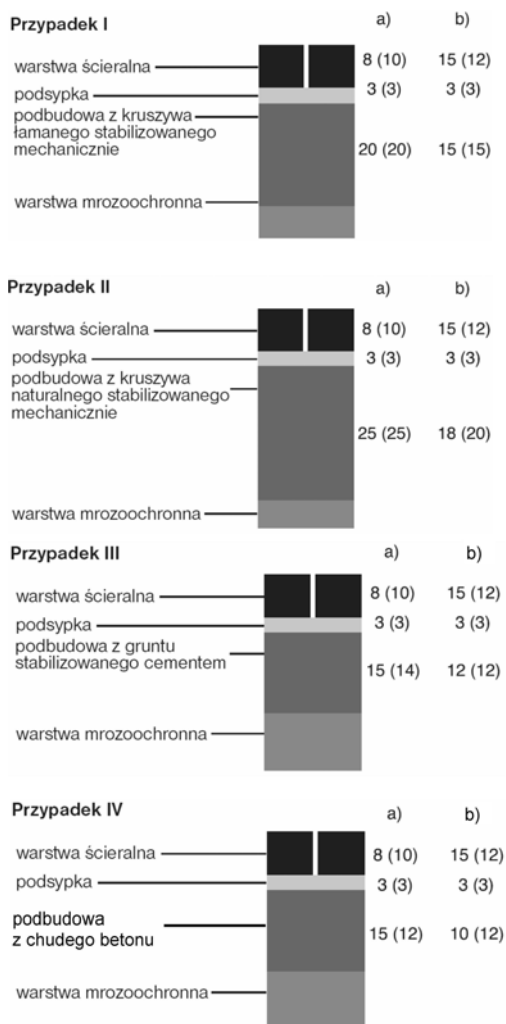 Przypadek I
a) b)
warstwa ścieralna 8 (10) 15 (12)
podsypka 3 (3) 3 (3)
podbudowa z kruszywa
łamanego stabilizowanego
mechanicznie 20 (20) 15 (15)
warstwa mrozoochronna
Przypadek II
a) b)
warstwa ścieralna 8 (10) 15 (12)
podsypka 3 (3) 3 (3)
podbudowa z kruszywa
naturalnego stabilizowanego
mechanicznie
25 (25) 18 (20)
warstwa mrozoochronna
Przypadek III
a) b)
warstwa ścieralna 8 (10) 15 (12)
podsypka 3 (3) 3 (3)
podbudowa z gruntu
stabilizowanego cementem 15 (14) 12 (12)
warstwa mrozoochronna
Przypadek IV
a) b)
warstwa ścieralna 8 (10) 15 (12)
podsypka 3 (3) 3 (3)
podbudowa
z chudego betonu 15 (12) 10 (12)
warstwa mrozoochronna